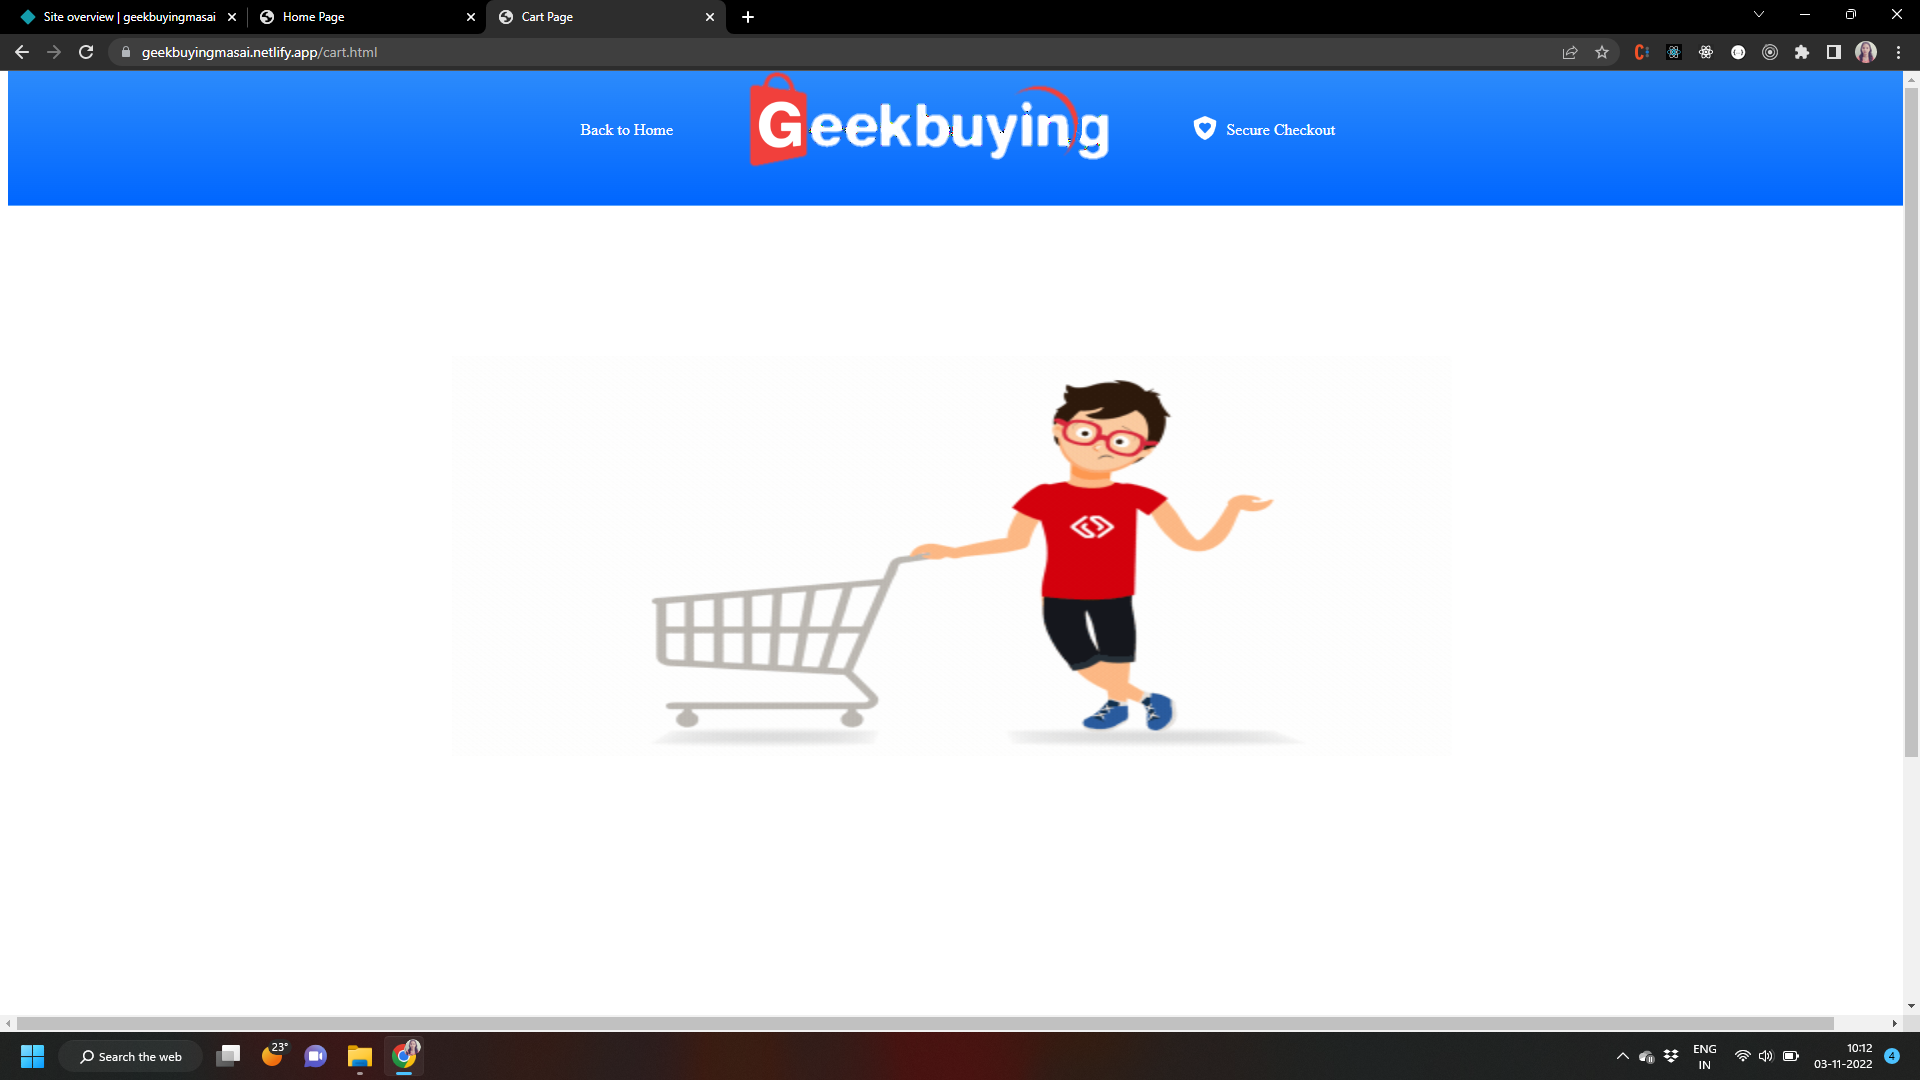 Site overview | geekbuyingmasai
Home Page
Cart Page
geekbuyingmasai.netlify.app/cart.html
Back to Home
Geekbuying
Secure Checkout
23°
Search the web
ENG
IN
10:12
03-11-2022
4